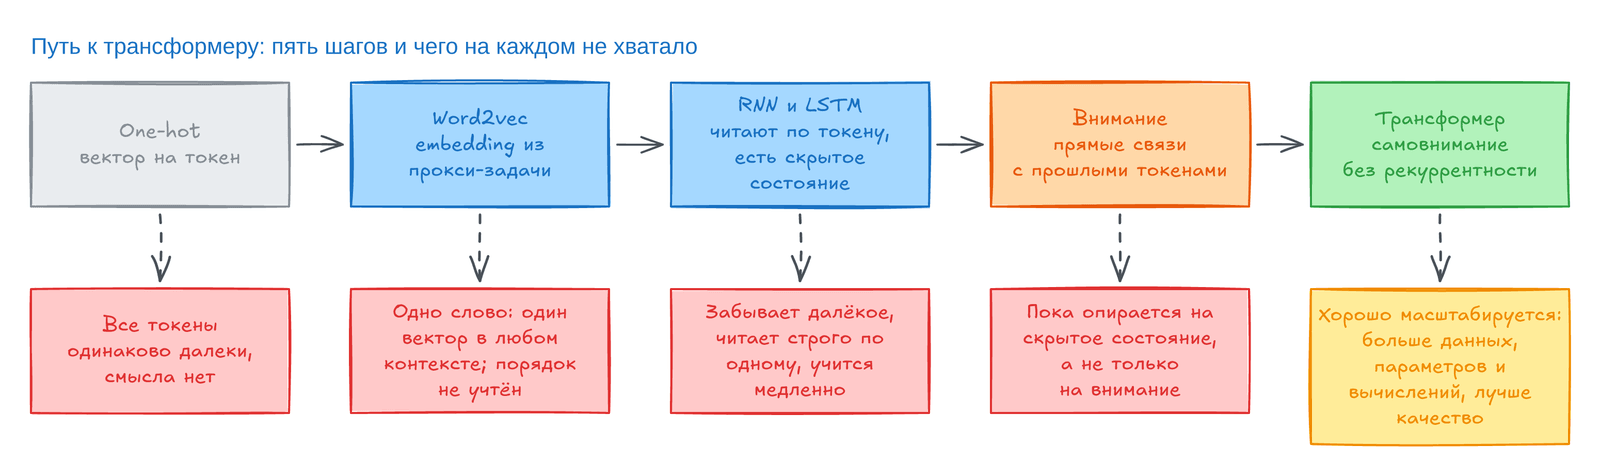 Путь к трансформеру: пять шагов и чего на каждом не хватало
One-hot
вектор на токен
Word2vec
embedding из
прокси-задачи
RNN и LSTM
читают по токену,
есть скрытое
состояние
Внимание
прямые связи
с прошлыми токенами
Трансформер
самовнимание
без рекуррентности
Все токены
одинаково далеки,
смысла нет
Одно слово: один
вектор в любом
контексте; порядок
не учтён
Забывает далёкое,
читает строго по
одному, учится
медленно
Пока опирается на
скрытое состояние,
а не только
на внимание
Хорошо масштабируется:
больше данных,
параметров и
вычислений, лучше
качество